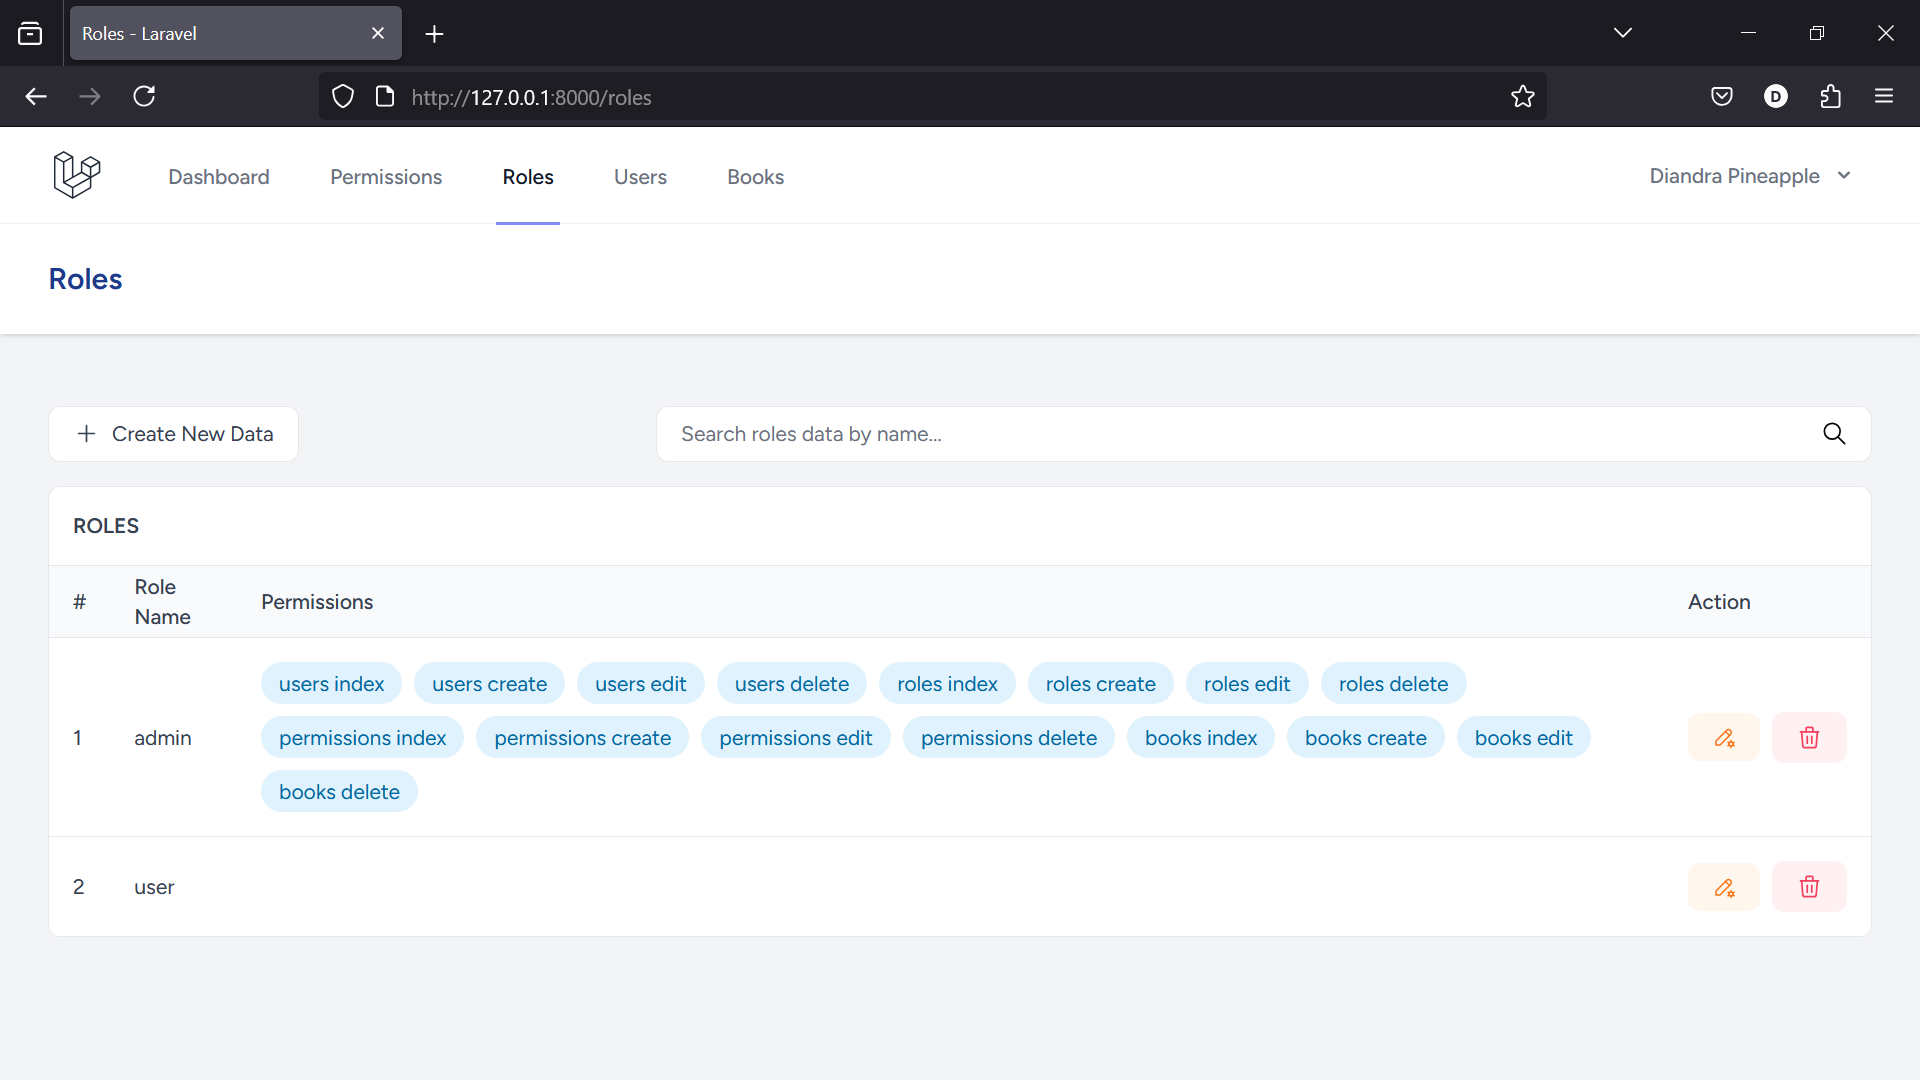 Roles - Laravel
http://127.0.0.1:8000/roles
D
Dashboard Permissions Roles Users Books Diandra Pineapple
Roles
Create New Data Search roles data by name...
ROLES
# Role Name Permissions Action
users index users create users edit users delete roles index roles create roles edit roles delete
1 admin permissions index permissions create permissions edit permissions delete books index books create books edit
books delete
2 user